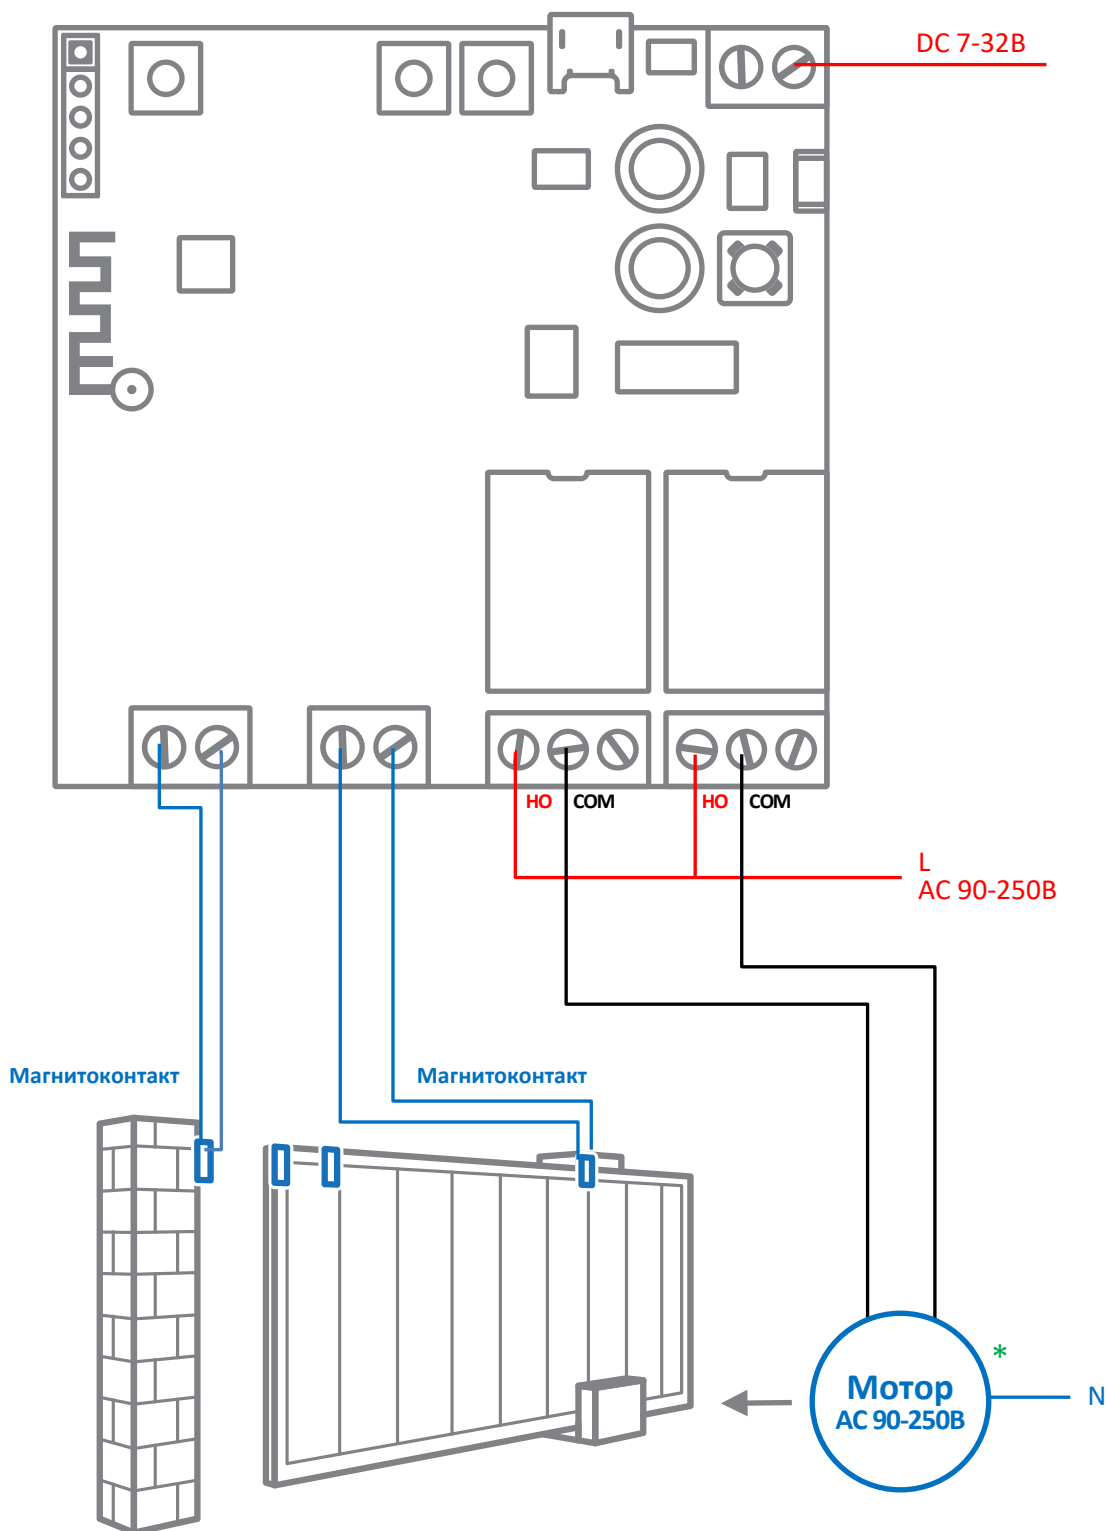 DC 7-32В
НО COM НО COM
L
AC 90-250В
Магнитоконтакт Магнитоконтакт
*
Мотор
AC 90-250В
N